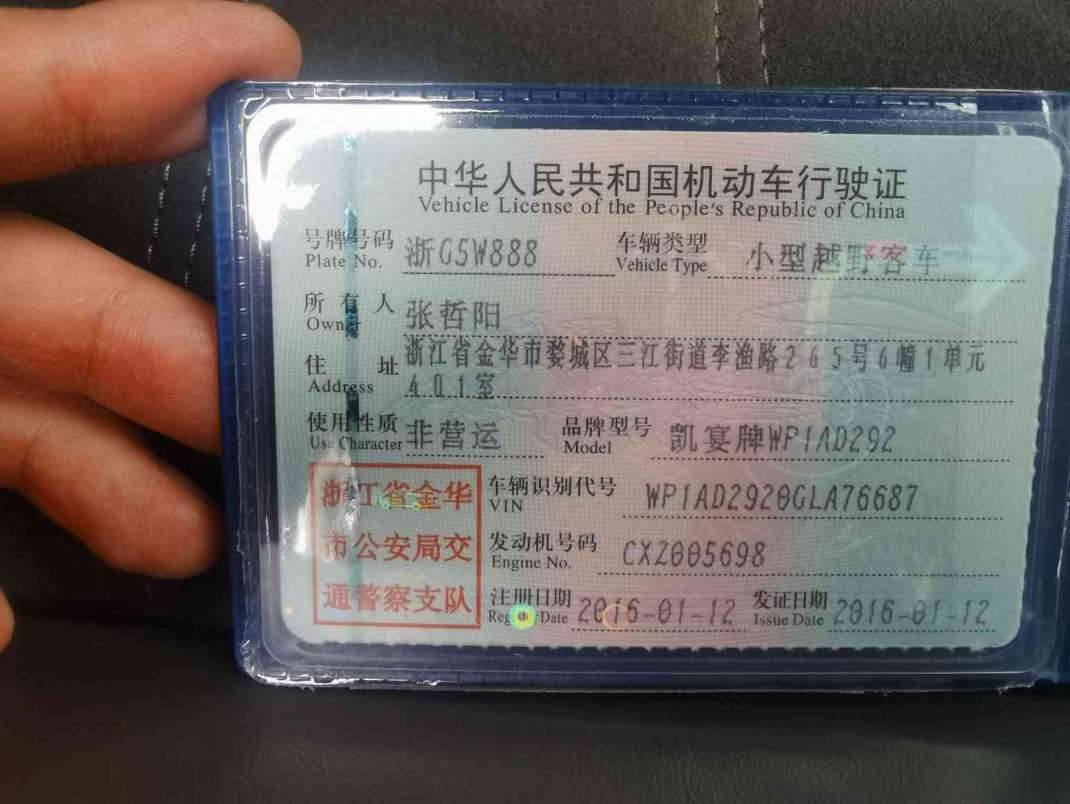 中华人民共和国机动车行驶证
Vehicle License of the People's Republic of China
号牌号码 浙G5W888 车辆类型 小型越野客车
Plate No. Vehicle Type
所有人 张哲阳
Owner
住址 浙江省金华市婺城区三江街道李渔路265号6幢1单元
Address 401室
使用性质 非营运 品牌型号 凯宴牌WP1AD292
Use Character Model
浙江省金华 车辆识别代号 WP1AD2920GLA76687
VIN
市公安局交 发动机号码 CXZ005698
Engine No.
通警察支队 注册日期 2016-01-12 发证日期 2016-01-12
Register Date Issue Date